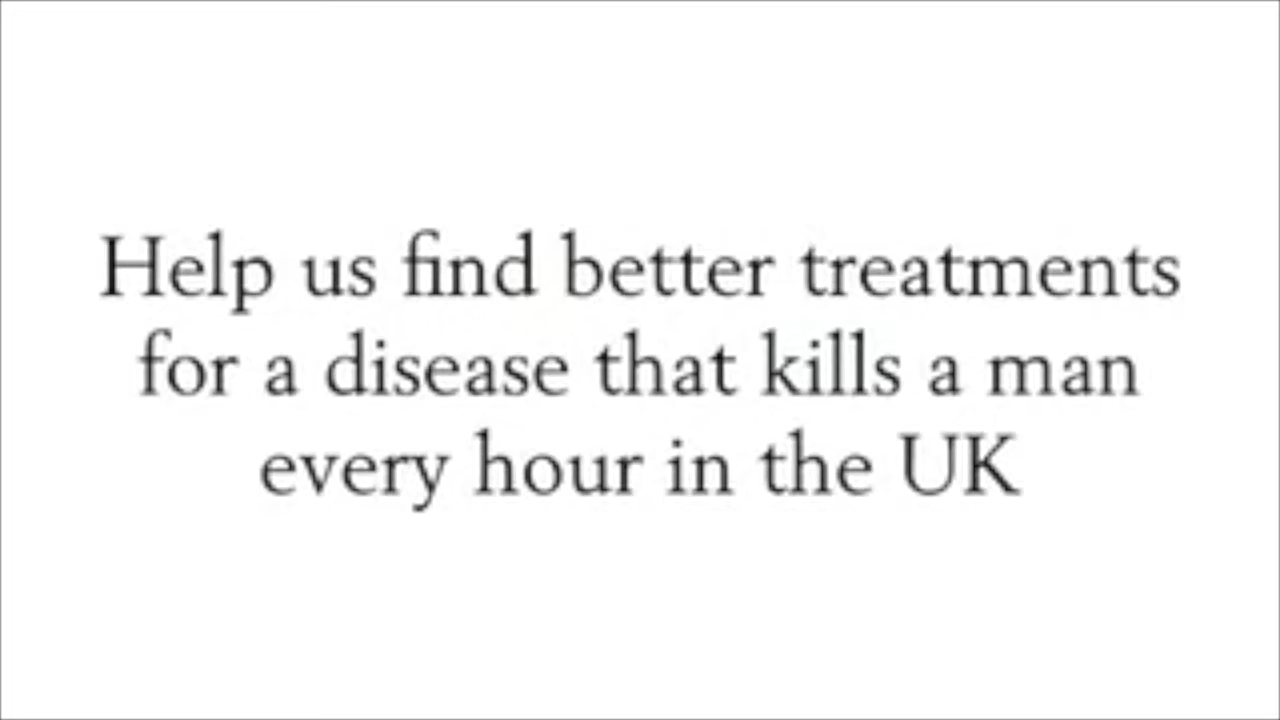 Help us find better treatments
for a disease that kills a man
every hour in the UK